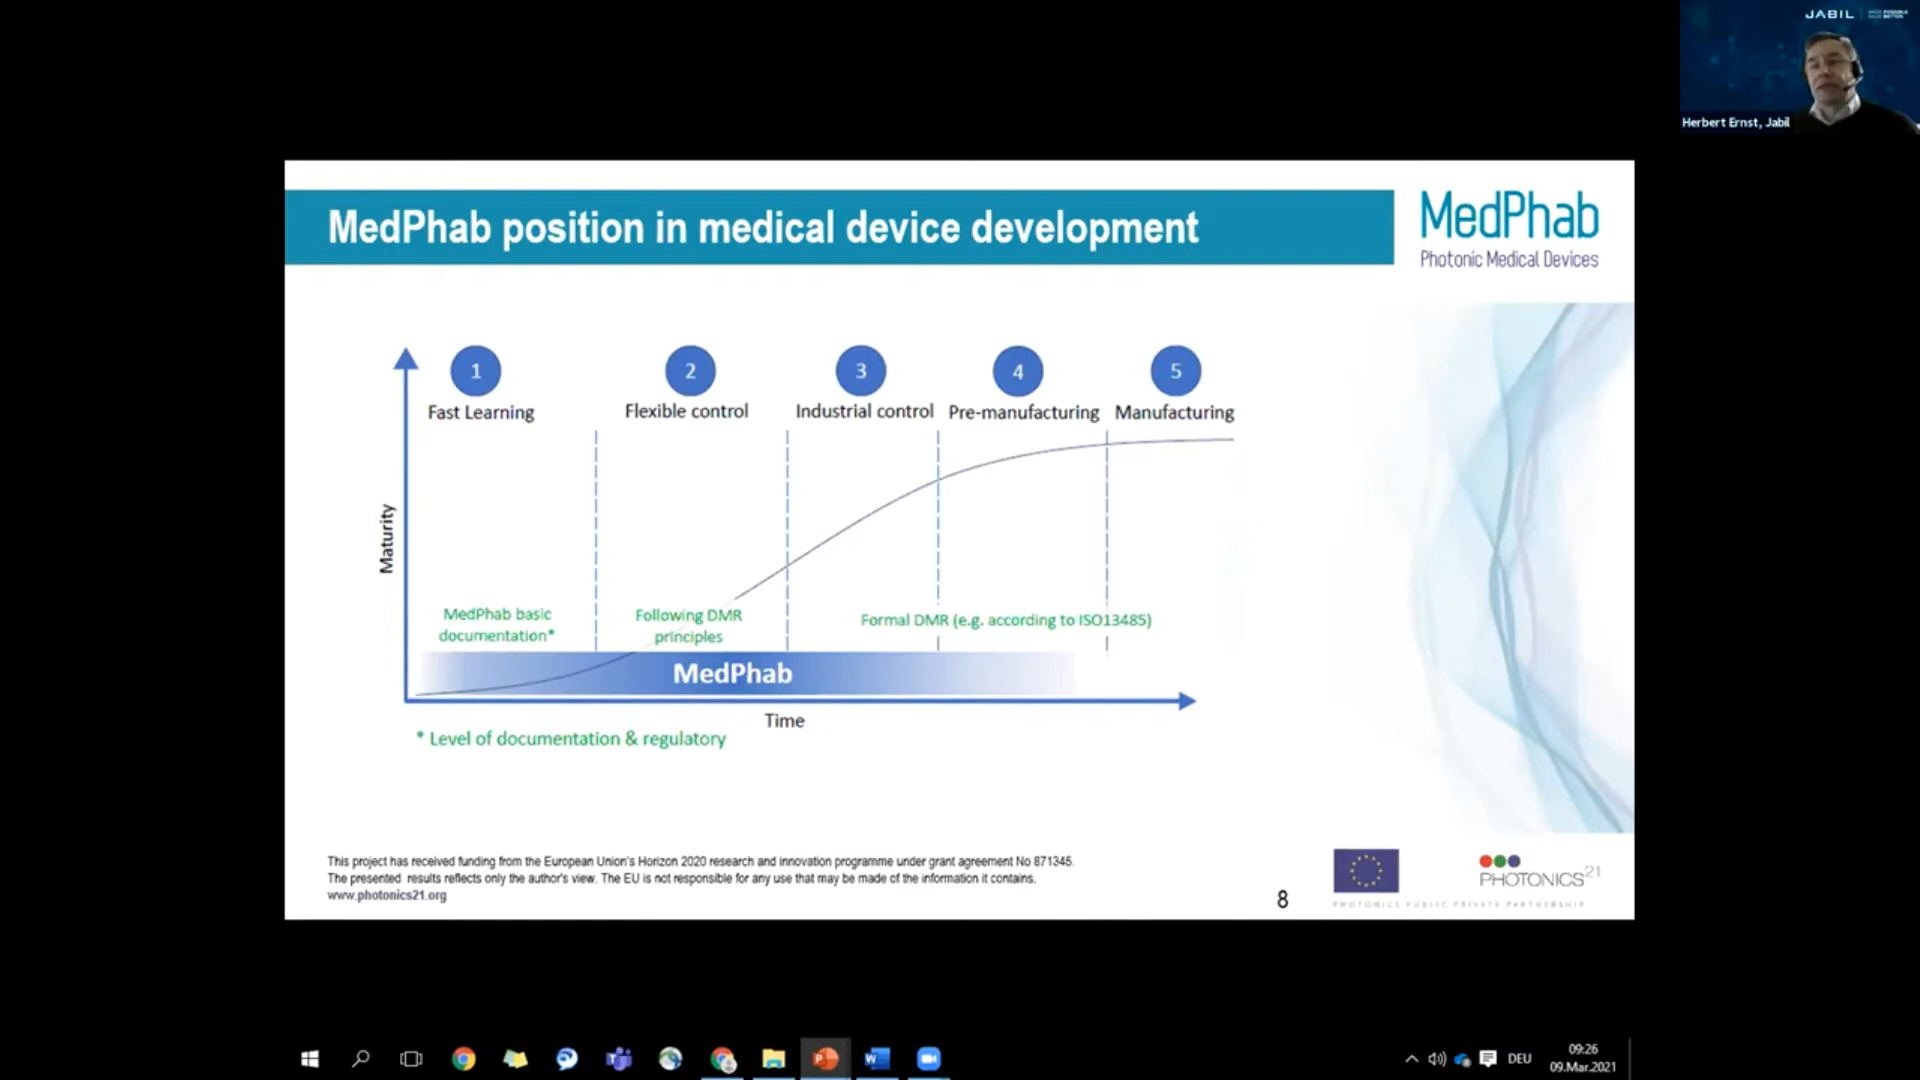 JABIL
Herbert Ernst, Jabil
MedPhab position in medical device development
MedPhab
Photonic Medical Devices
1
2
3
4
5
Fast Learning
Flexible control
Industrial control
Pre-manufacturing
Manufacturing
Maturity
MedPhab basic
documentation*
Following DMR
principles
Formal DMR (e.g. according to ISO13485)
MedPhab
Time
* Level of documentation & regulatory
This project has received funding from the European Union's Horizon 2020 research and innovation programme under grant agreement No 871345.
The presented results reflects only the author's view. The EU is not responsible for any use that may be made of the information it contains.
www.photonics21.org
8
PHOTONICS21
PHOTONICS PUBLIC PRIVATE PARTNERSHIP
DEU
09:26
09.Mar.2021